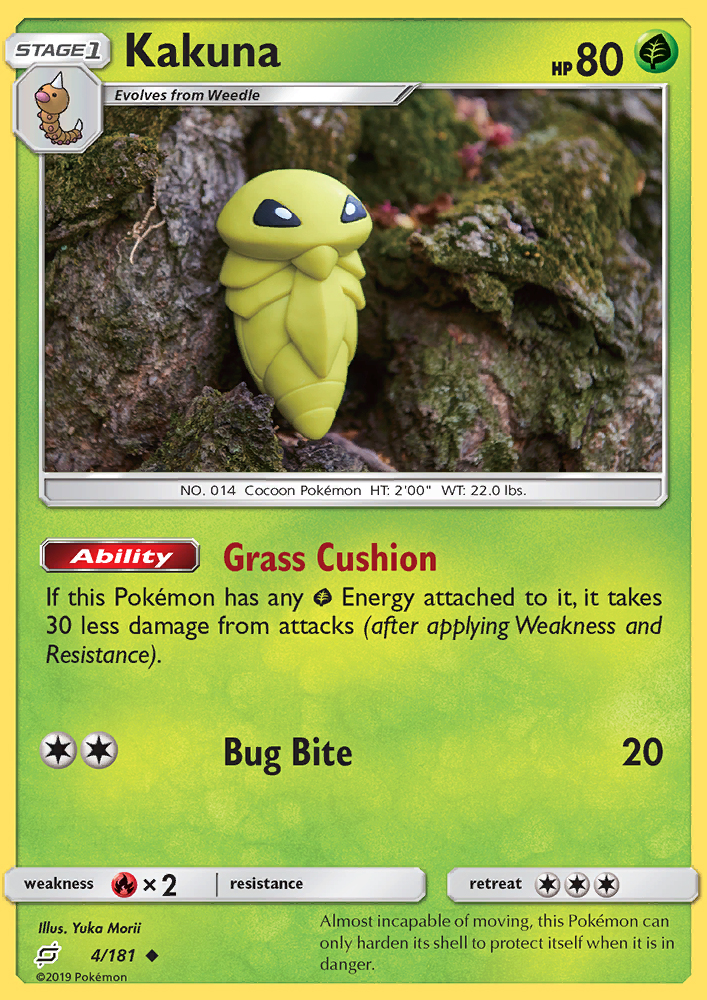 STAGE1
Kakuna
HP 80
Evolves from Weedle
NO. 014 Cocoon Pokémon HT: 2'00" WT: 22.0 lbs.
Ability Grass Cushion
If this Pokémon has any Energy attached to it, it takes
30 less damage from attacks (after applying Weakness and
Resistance).
Bug Bite 20
weakness ×2 resistance retreat
Illus. Yuka Morii
4/181
©2019 Pokémon
Almost incapable of moving, this Pokémon can
only harden its shell to protect itself when it is in
danger.